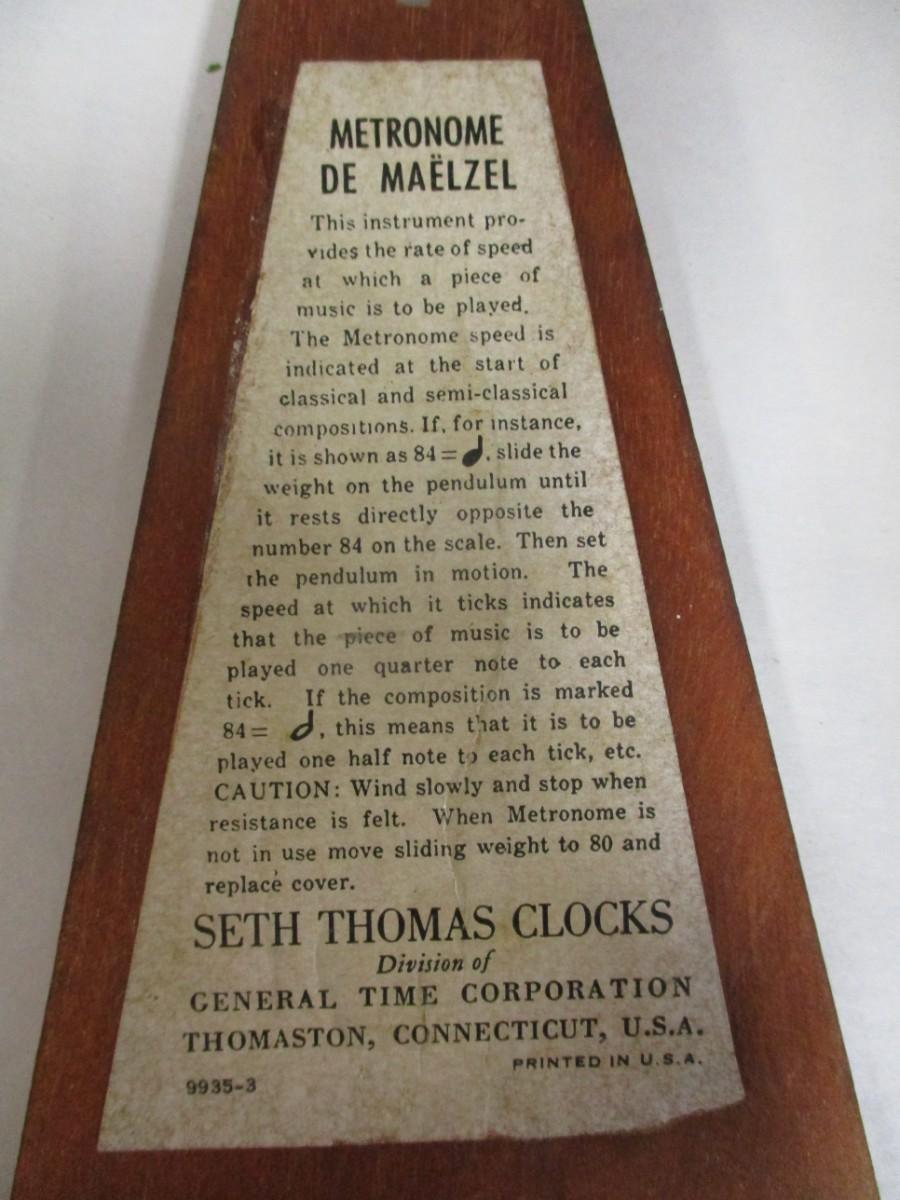 METRONOME
DE MAËLZEL
This instrument pro-
vides the rate of speed
at which a piece of
music is to be played.
The Metronome speed is
indicated at the start of
classical and semi-classical
compositions. If, for instance,
it is shown as 84=♩, slide the
weight on the pendulum until
it rests directly opposite the
number 84 on the scale. Then set
the pendulum in motion. The
speed at which it ticks indicates
that the piece of music is to be
played one quarter note to each
tick. If the composition is marked
84= 𝅗𝅥, this means that it is to be
played one half note to each tick, etc.
CAUTION: Wind slowly and stop when
resistance is felt. When Metronome is
not in use move sliding weight to 80 and
replace cover.
SETH THOMAS CLOCKS
Division of
GENERAL TIME CORPORATION
THOMASTON, CONNECTICUT, U.S.A.
PRINTED IN U.S.A.
9935-3